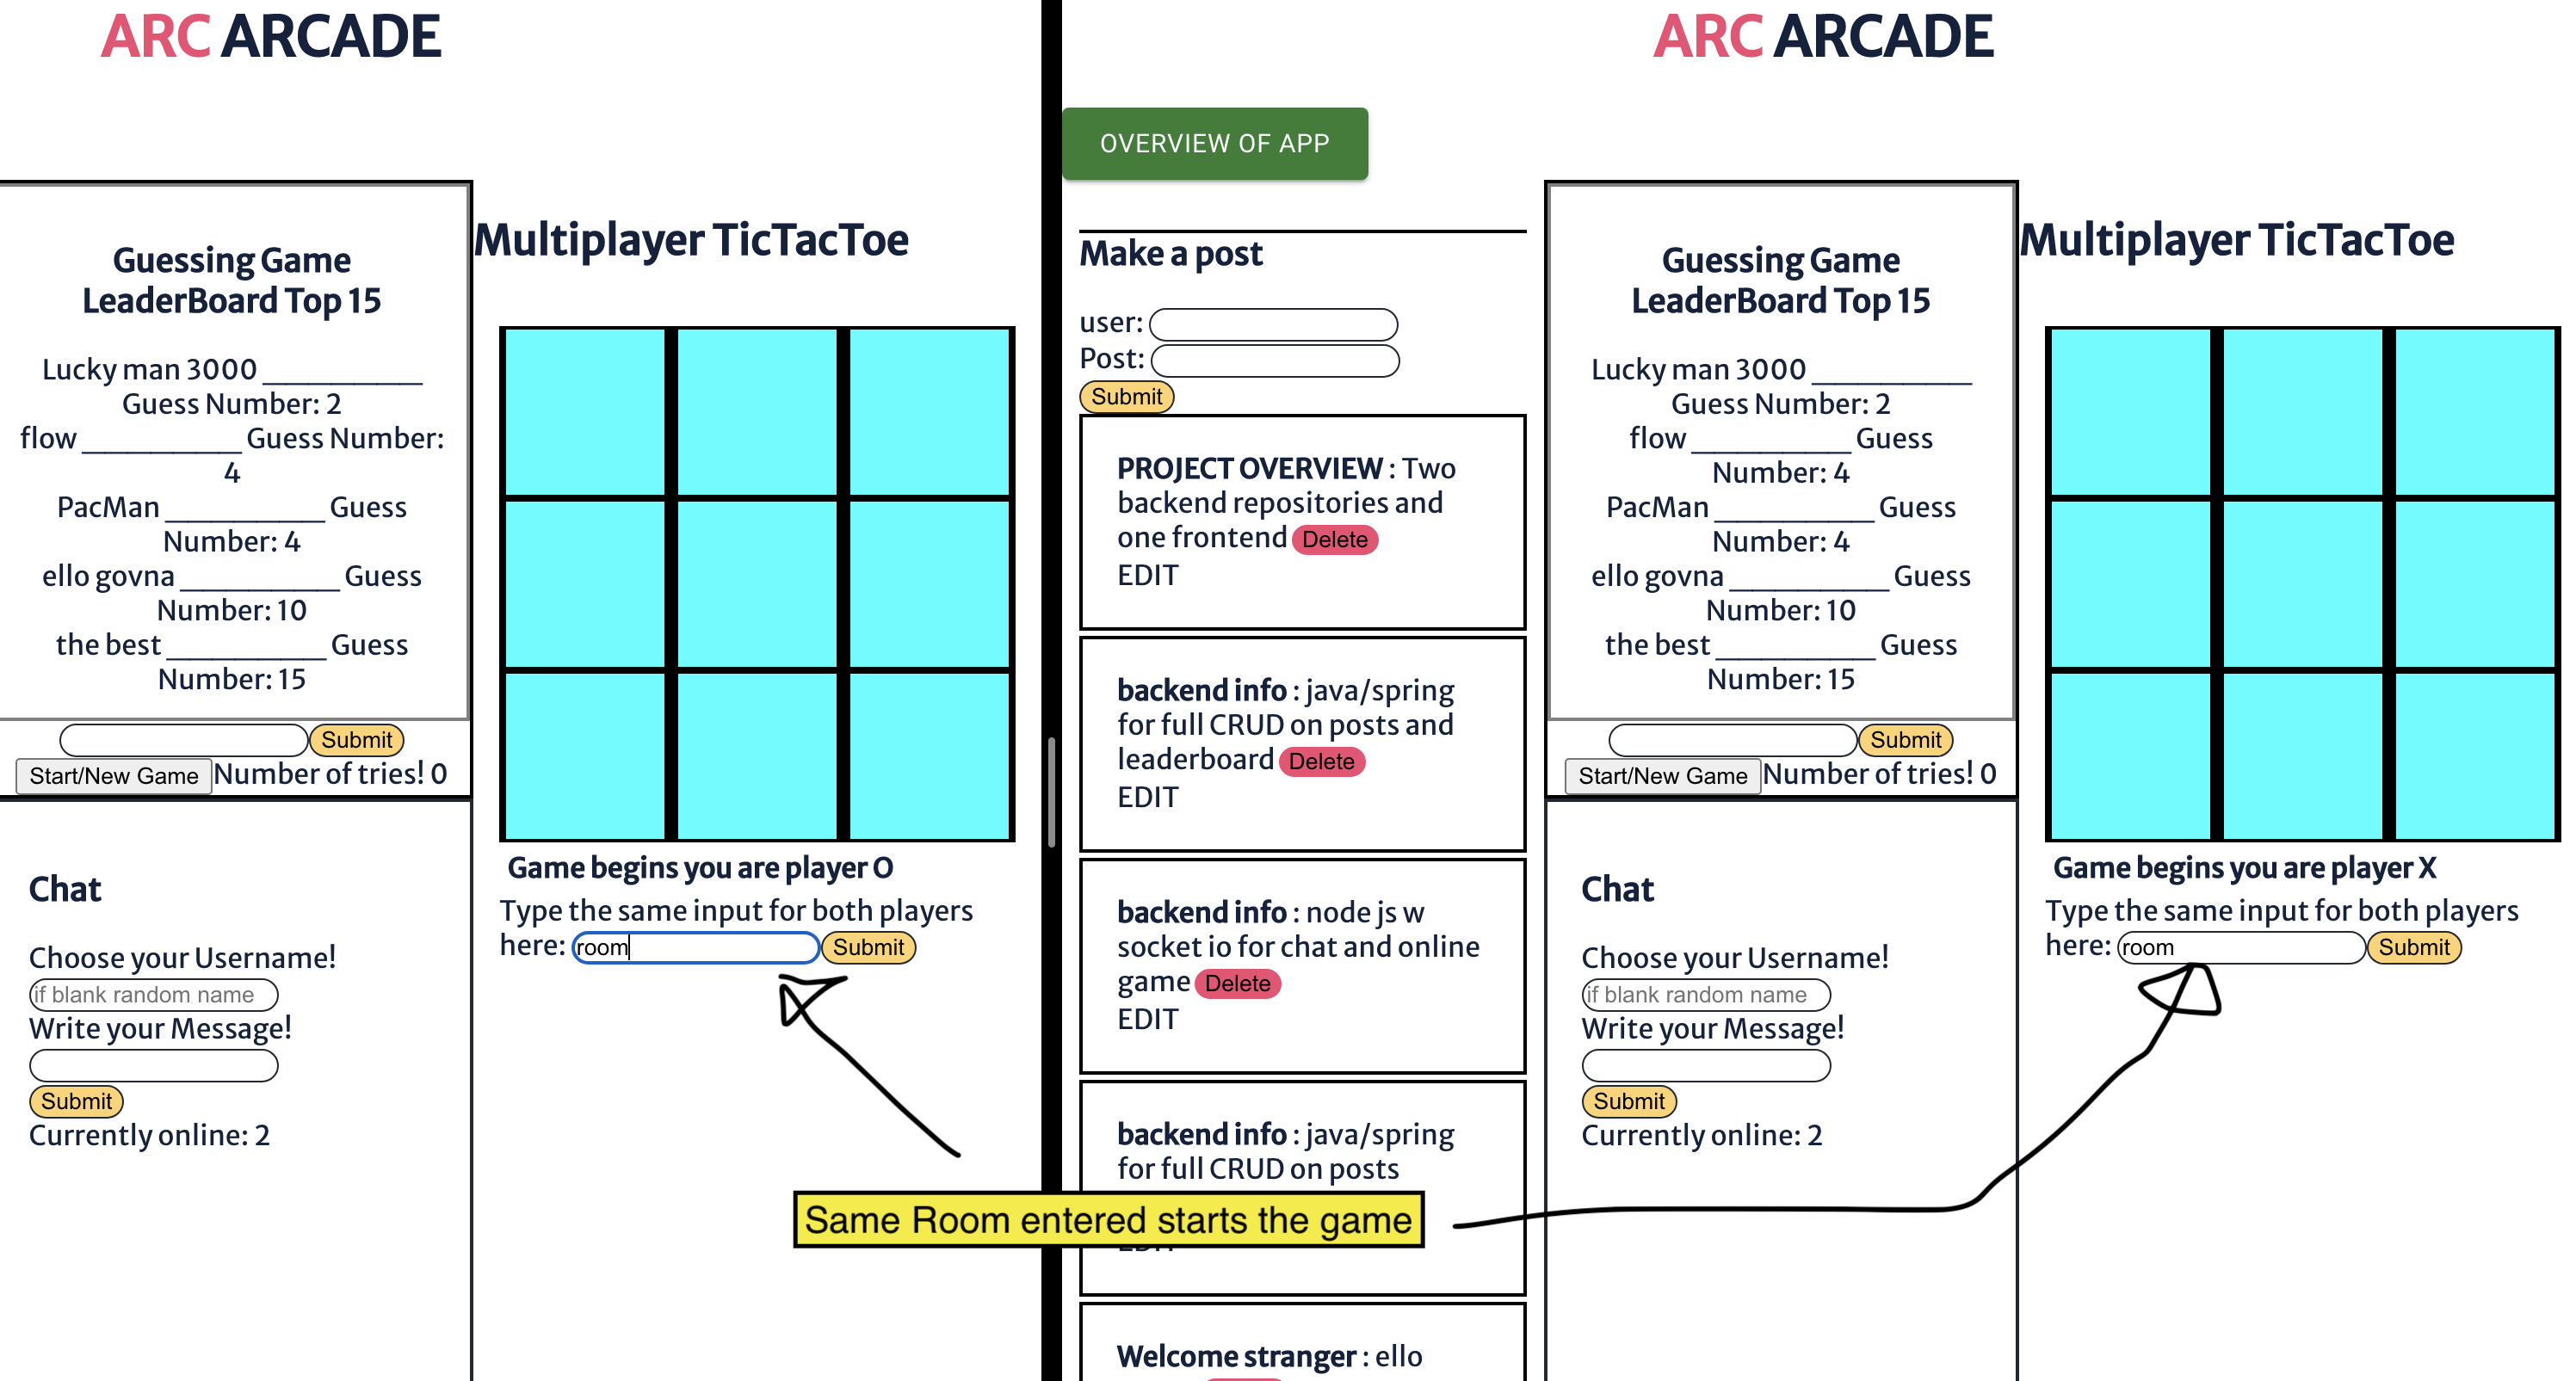 ARC ARCADE
Guessing Game
LeaderBoard Top 15
Lucky man 3000 ________
Guess Number: 2
flow ________ Guess Number:
4
PacMan ________ Guess
Number: 4
ello govna ________ Guess
Number: 10
the best ________ Guess
Number: 15
Submit
Start/New Game Number of tries! 0
Chat
Choose your Username!
if blank random name
Write your Message!
Submit
Currently online: 2
Multiplayer TicTacToe
Game begins you are player O
Type the same input for both players
here: room Submit
Same Room entered starts the game
ARC ARCADE
OVERVIEW OF APP
Make a post
user:
Post:
Submit
PROJECT OVERVIEW : Two
backend repositories and
one frontend Delete
EDIT
backend info : java/spring
for full CRUD on posts and
leaderboard Delete
EDIT
backend info : node js w
socket io for chat and online
game Delete
EDIT
backend info : java/spring
for full CRUD on posts
Welcome stranger : ello
Guessing Game
LeaderBoard Top 15
Lucky man 3000 ________
Guess Number: 2
flow ________ Guess
Number: 4
PacMan ________ Guess
Number: 4
ello govna ________ Guess
Number: 10
the best ________ Guess
Number: 15
Submit
Start/New Game Number of tries! 0
Chat
Choose your Username!
if blank random name
Write your Message!
Submit
Currently online: 2
Multiplayer TicTacToe
Game begins you are player X
Type the same input for both players
here: room Submit